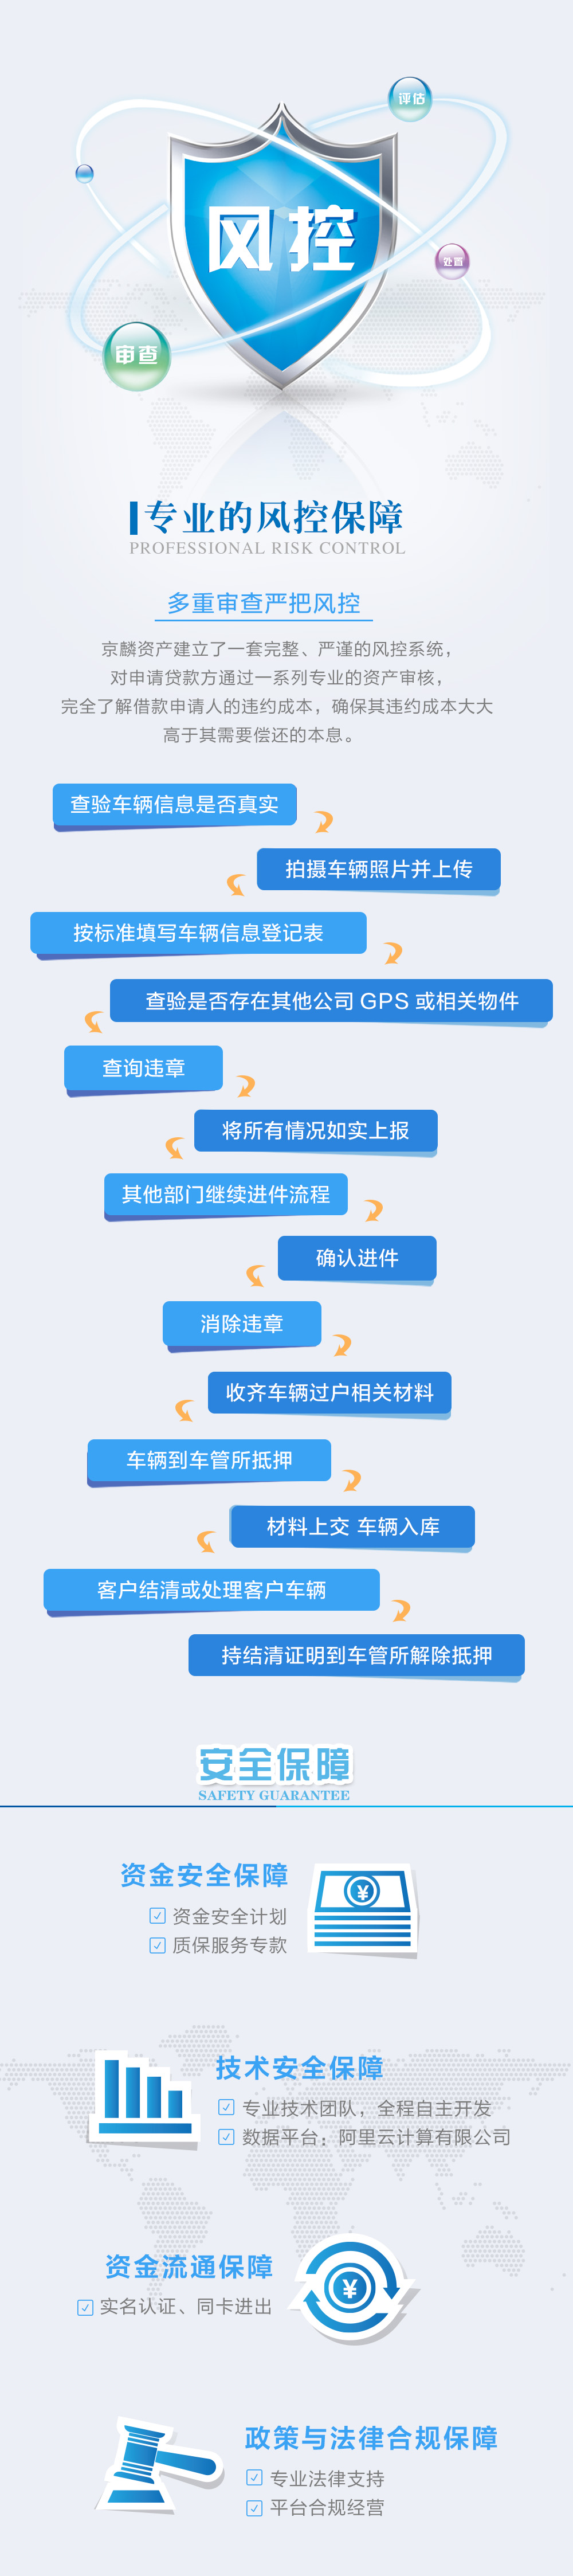 评估
风控
处置
审查
专业的风控保障
PROFESSIONAL RISK CONTROL
多重审查严把风控
京麟资产建立了一套完整、严谨的风控系统，
对申请贷款方通过一系列专业的资产审核，
完全了解借款申请人的违约成本，确保其违约成本大大
高于其需要偿还的本息。
查验车辆信息是否真实
拍摄车辆照片并上传
按标准填写车辆信息登记表
查验是否存在其他公司 GPS 或相关物件
查询违章
将所有情况如实上报
其他部门继续进件流程
确认进件
消除违章
收齐车辆过户相关材料
车辆到车管所抵押
材料上交 车辆入库
客户结清或处理客户车辆
持结清证明到车管所解除抵押
安全保障
SAFETY GUARANTEE
资金安全保障
资金安全计划
质保服务专款
技术安全保障
专业技术团队，全程自主开发
数据平台：阿里云计算有限公司
资金流通保障
实名认证、同卡进出
政策与法律合规保障
专业法律支持
平台合规经营